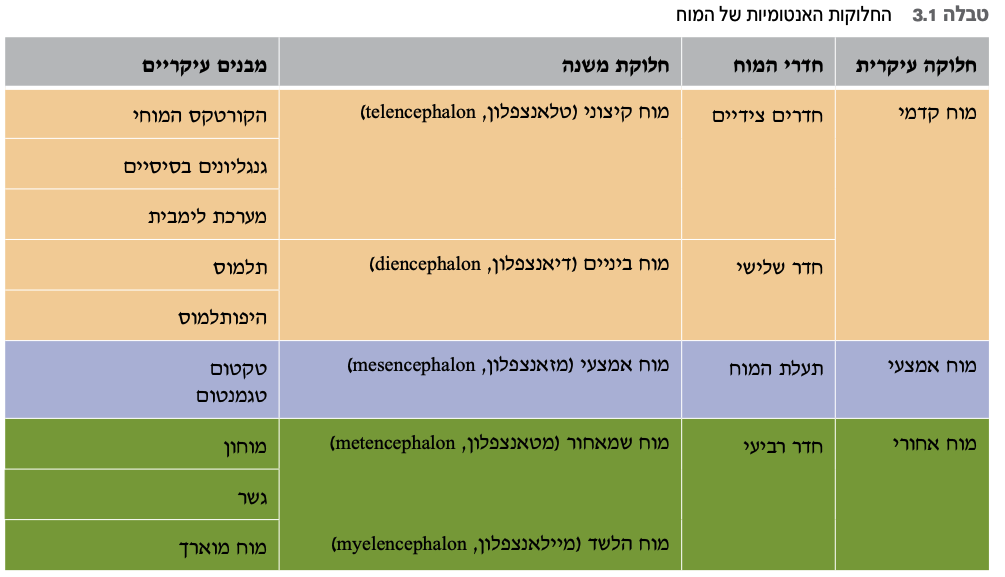 טבלה 3.1 החלוקות האנטומיות של המוח
חלוקה עיקרית חדרי המוח חלוקת משנה מבנים עיקריים
מוח קדמי חדרים צידיים מוח קיצוני (טלאנצפלון, telencephalon) הקורטקס המוחי
גנגליונים בסיסיים
מערכת לימבית
חדר שלישי מוח ביניים (דיאנצפלון, diencephalon) תלמוס
היפותלמוס
מוח אמצעי תעלת המוח מוח אמצעי (מזאנצפלון, mesencephalon) טקטום
טגמנטום
מוח אחורי חדר רביעי מוח שמאחור (מטאנצפלון, metencephalon) מוחון
גשר
מוח הלשד (מיילאנצפלון, myelencephalon) מוח מוארך